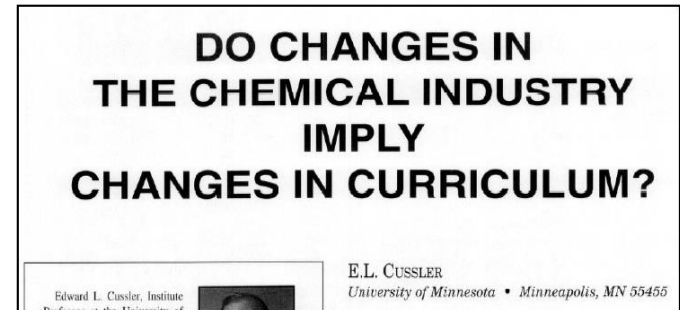 DO CHANGES IN
THE CHEMICAL INDUSTRY
IMPLY
CHANGES IN CURRICULUM?
E.L. CUSSLER
University of Minnesota • Minneapolis, MN 55455
Edward L. Cussler, Institute
Professor at the University of